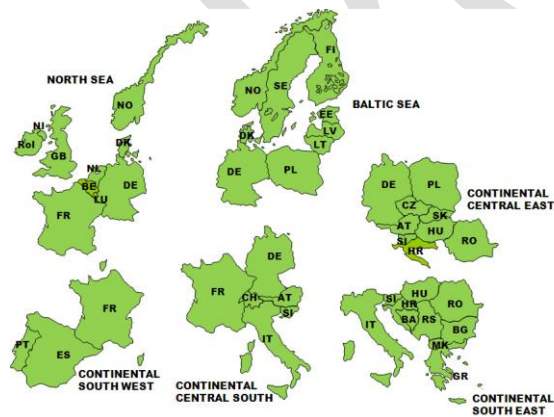 NORTH SEA
NO
NI
RoI
GB
DK
NL
BE
LU
DE
FR
NO
SE
FI
BALTIC SEA
EE
LV
LT
DK
DE
PL
DE
PL
CZ
SK
AT
HU
SI
HR
RO
CONTINENTAL
CENTRAL EAST
FR
PT
ES
CONTINENTAL
SOUTH WEST
DE
FR
CH
AT
SI
IT
CONTINENTAL
CENTRAL SOUTH
HU
SI
HR
RO
IT
BA
RS
BG
MK
GR
CONTINENTAL
SOUTH EAST